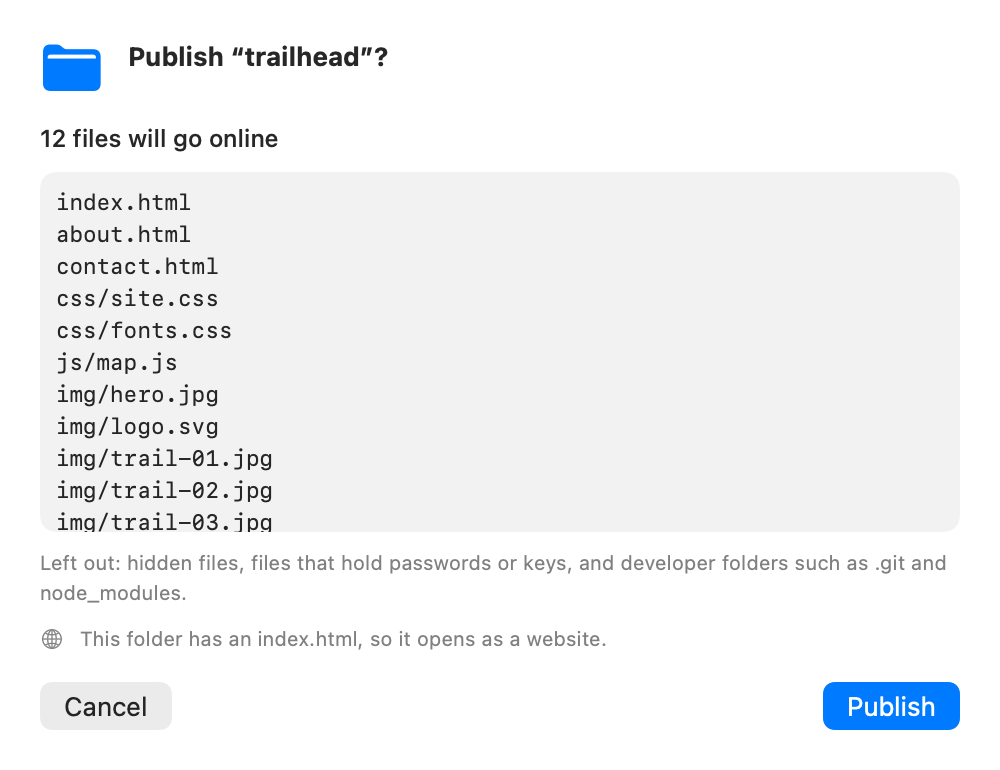 Publish “trailhead”?
12 files will go online
index.html
about.html
contact.html
css/site.css
css/fonts.css
js/map.js
img/hero.jpg
img/logo.svg
img/trail-01.jpg
img/trail-02.jpg
img/trail-03.jpg
Left out: hidden files, files that hold passwords or keys, and developer folders such as .git and
node_modules.
This folder has an index.html, so it opens as a website.
Cancel
Publish